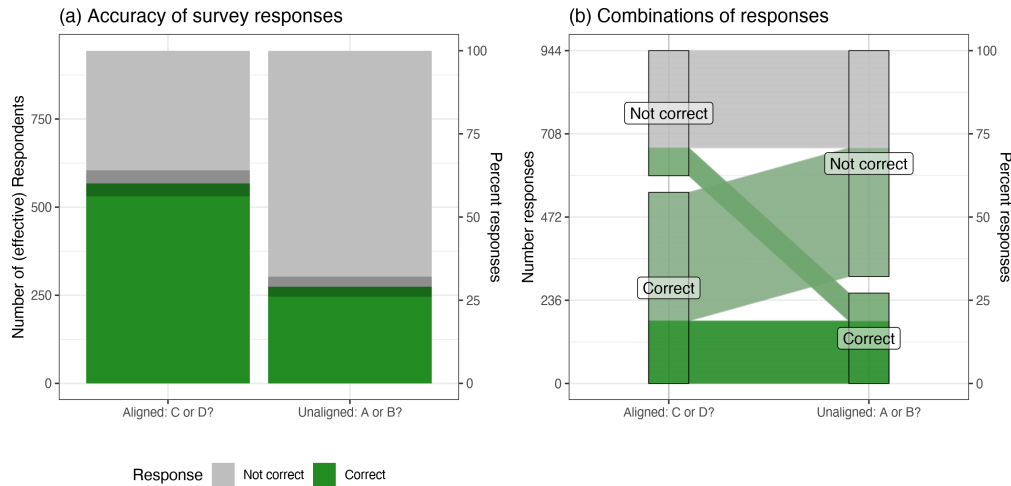 (a) Accuracy of survey responses
Number of (effective) Respondents
750
500
250
0
100
75
50
25
0
Percent responses
Aligned: C or D?
Unaligned: A or B?
Response
Not correct
Correct
(b) Combinations of responses
Number responses
944
708
472
236
0
Not correct
Correct
Not correct
Correct
100
75
50
25
0
Percent responses
Aligned: C or D?
Unaligned: A or B?